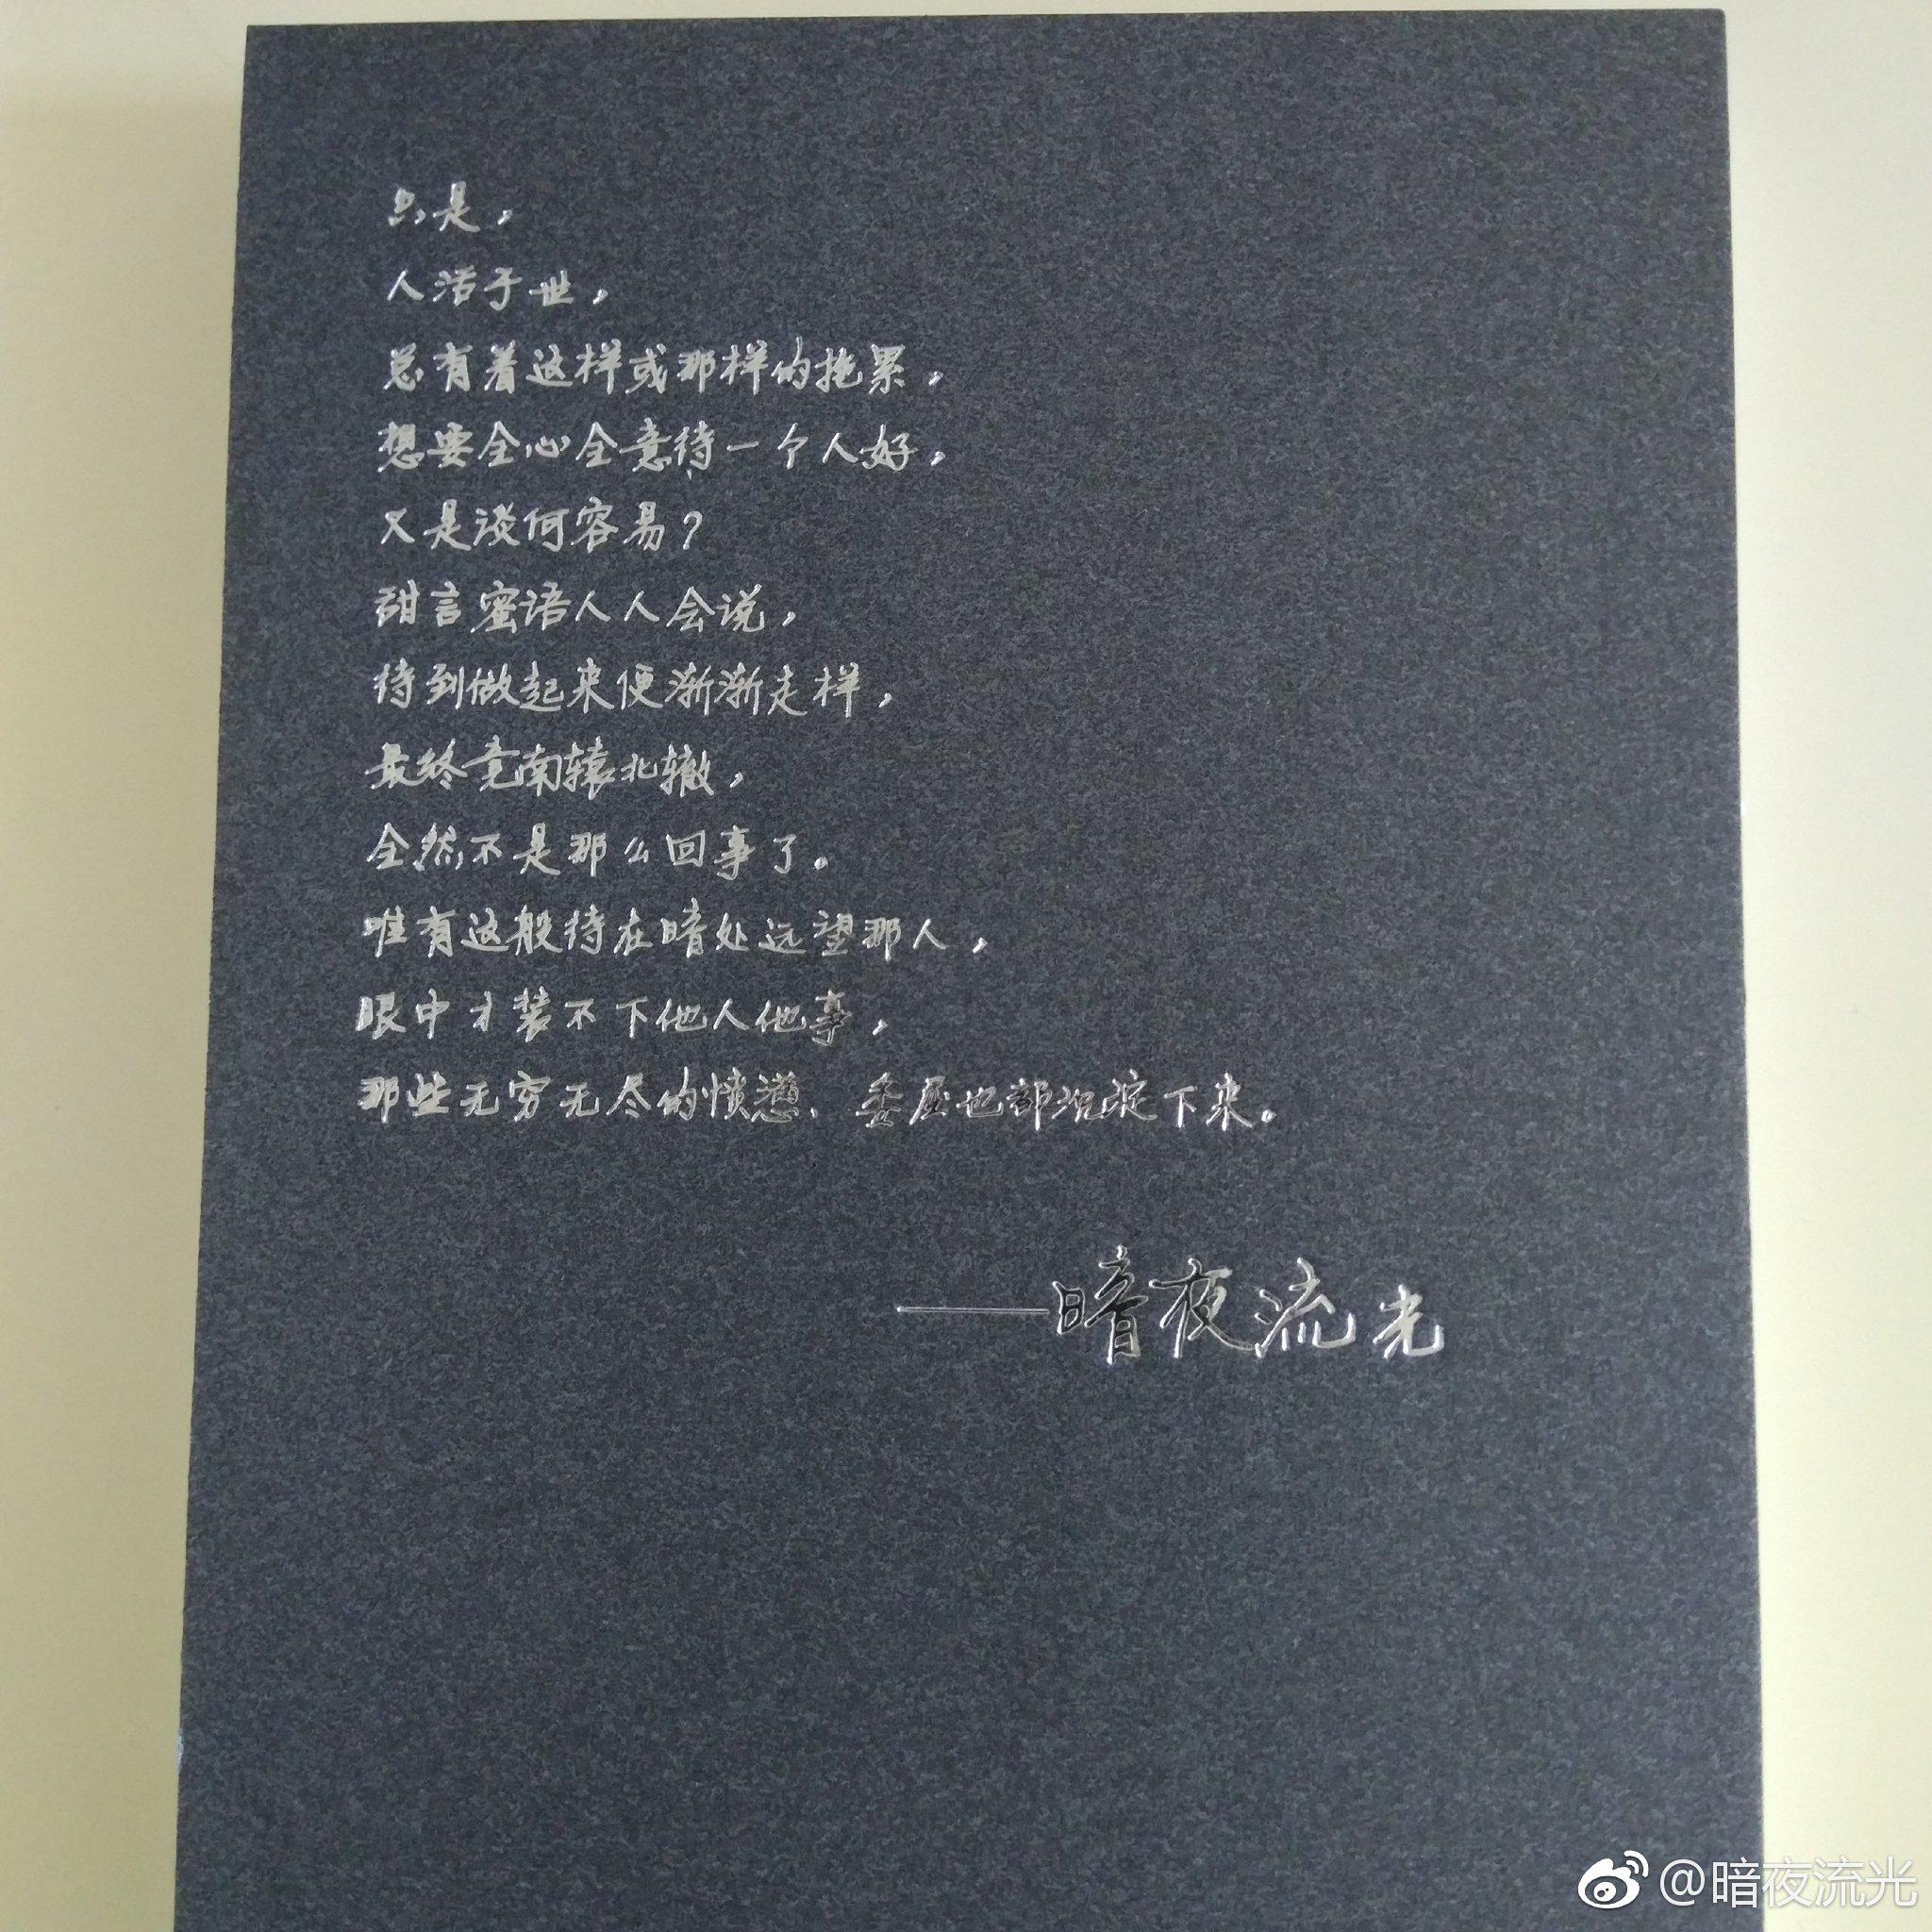 只是，
人活于世，
总有着这样或那样的拖累，
想要全心全意待一个人好，
又是谈何容易？
甜言蜜语人人会说，
待到做起来便渐渐走样，
最终竟南辕北辙，
全然不是那么回事了。
唯有这般待在暗处远望那人，
眼中才装不下他人他事，
那些无穷无尽的愤懑、委屈也都沉淀下来。
——暗夜流光
@暗夜流光